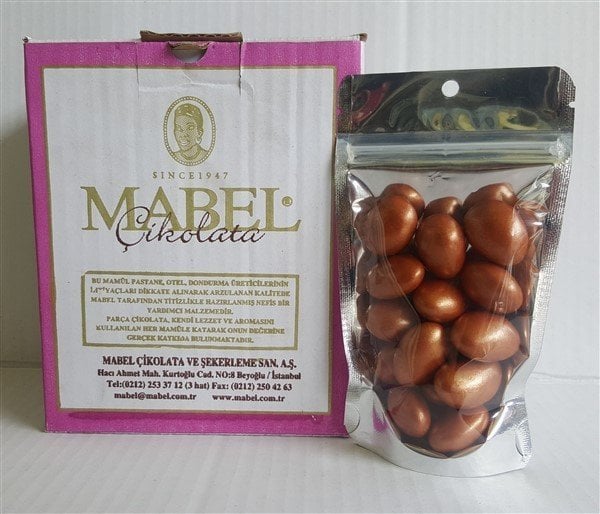 SINCE1947
MABEL®
Çikolata
BU MAMÜL PASTANE, OTEL, DONDURMA ÜRETİCİLERİNİN
İHTİYAÇLARI DİKKATE ALINARAK ARZULANAN KALİTEDE
MABEL TARAFINDAN TİTİZLİKLE HAZIRLANMIŞ NEFİS BİR
YARDIMCI MALZEMEDİR.
PARÇA ÇİKOLATA, KENDİ LEZZET VE AROMASINI
KULLANILAN HER MAMÜLE KATARAK ONUN DEĞERİNE
GERÇEK KATKIDA BULUNMAKTADIR.
MABEL ÇİKOLATA VE ŞEKERLEME SAN. A.Ş.
Hacı Ahmet Mah. Kurtoğlu Cad. NO:8 Beyoğlu / İstanbul
Tel:(0212) 253 37 12 (3 hat) Fax: (0212) 250 42 63
mabel@mabel.com.tr www.mabel.com.tr